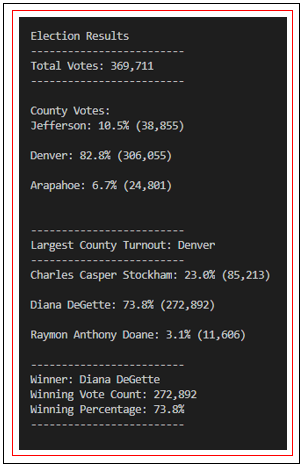 Election Results
-------------------------
Total Votes: 369,711
-------------------------
County Votes:
Jefferson: 10.5% (38,855)
Denver: 82.8% (306,055)
Arapahoe: 6.7% (24,801)
-------------------------
Largest County Turnout: Denver
-------------------------
Charles Casper Stockham: 23.0% (85,213)
Diana DeGette: 73.8% (272,892)
Raymon Anthony Doane: 3.1% (11,606)
-------------------------
Winner: Diana DeGette
Winning Vote Count: 272,892
Winning Percentage: 73.8%
-------------------------